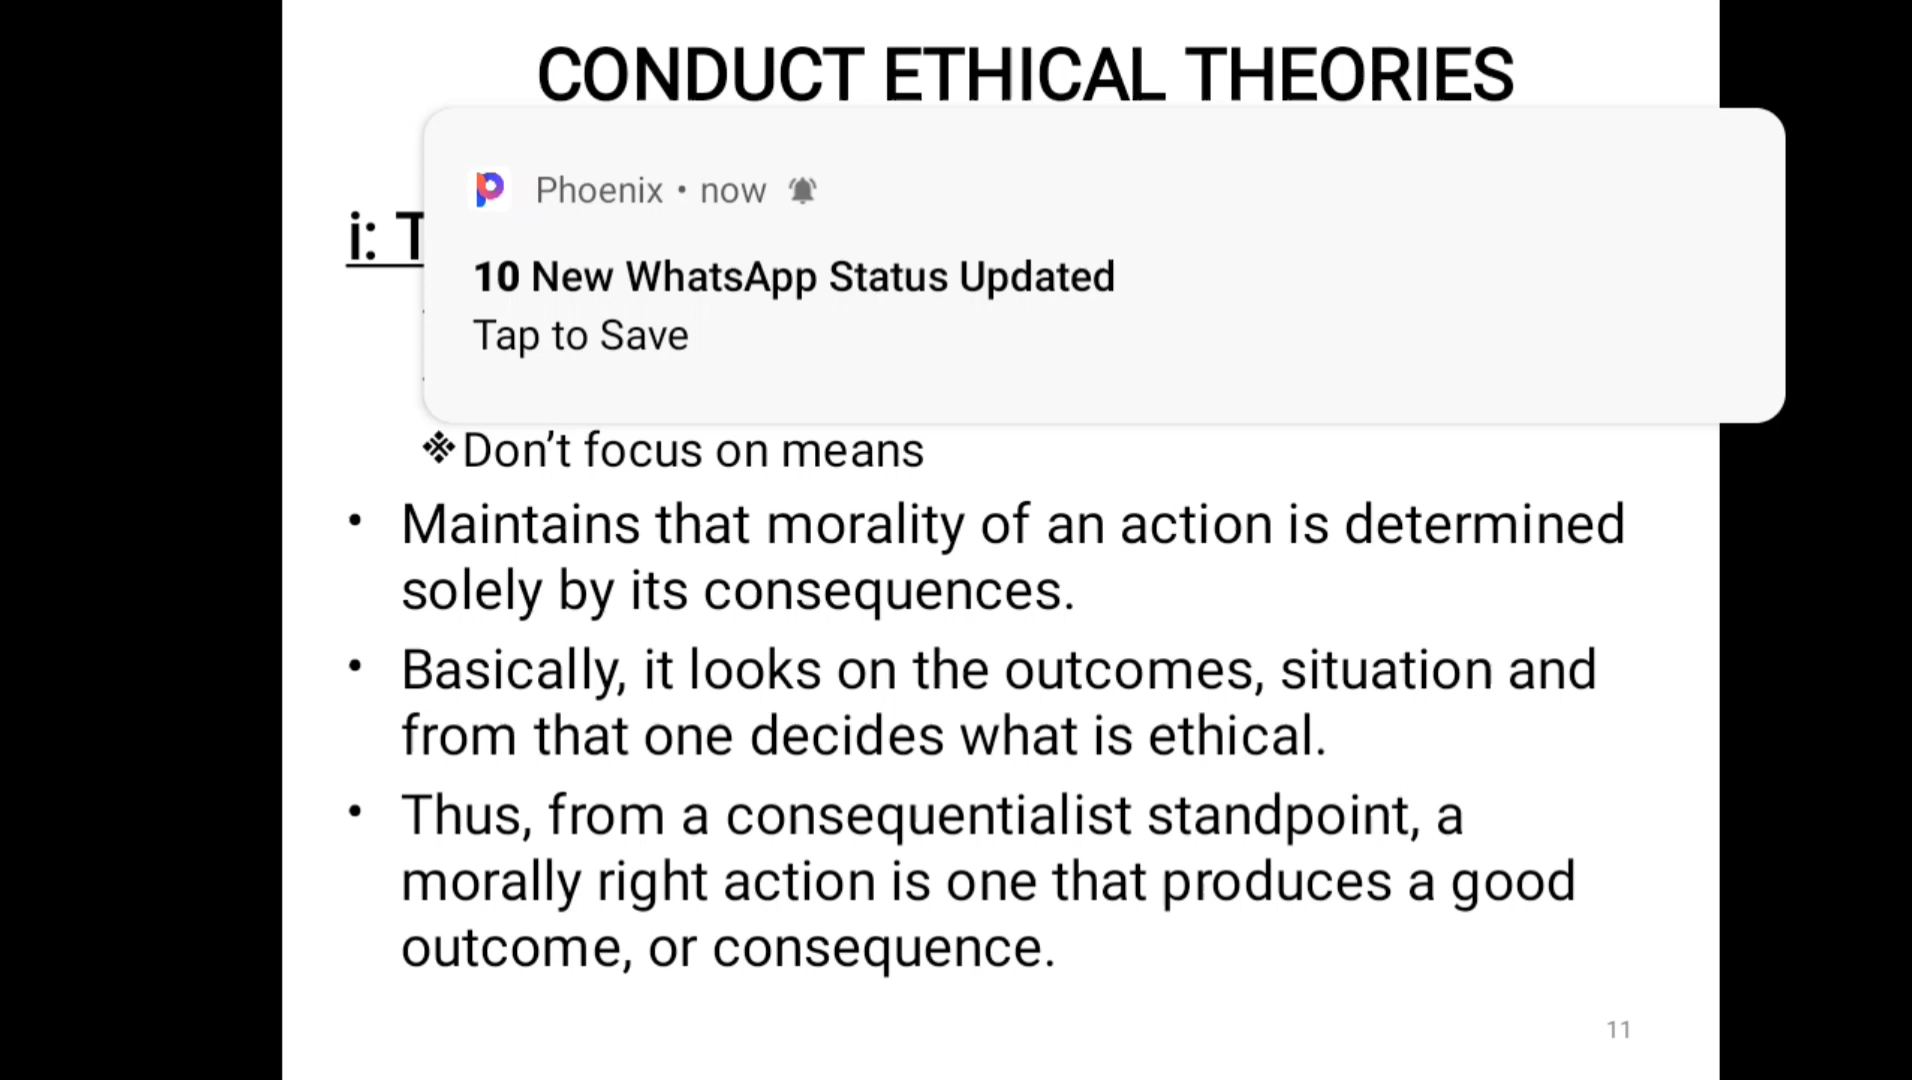 CONDUCT ETHICAL THEORIES
Phoenix • now
i:
10 New WhatsApp Status Updated
Tap to Save
❖Don’t focus on means
• Maintains that morality of an action is determined
solely by its consequences.
• Basically, it looks on the outcomes, situation and
from that one decides what is ethical.
• Thus, from a consequentialist standpoint, a
morally right action is one that produces a good
outcome, or consequence.
11